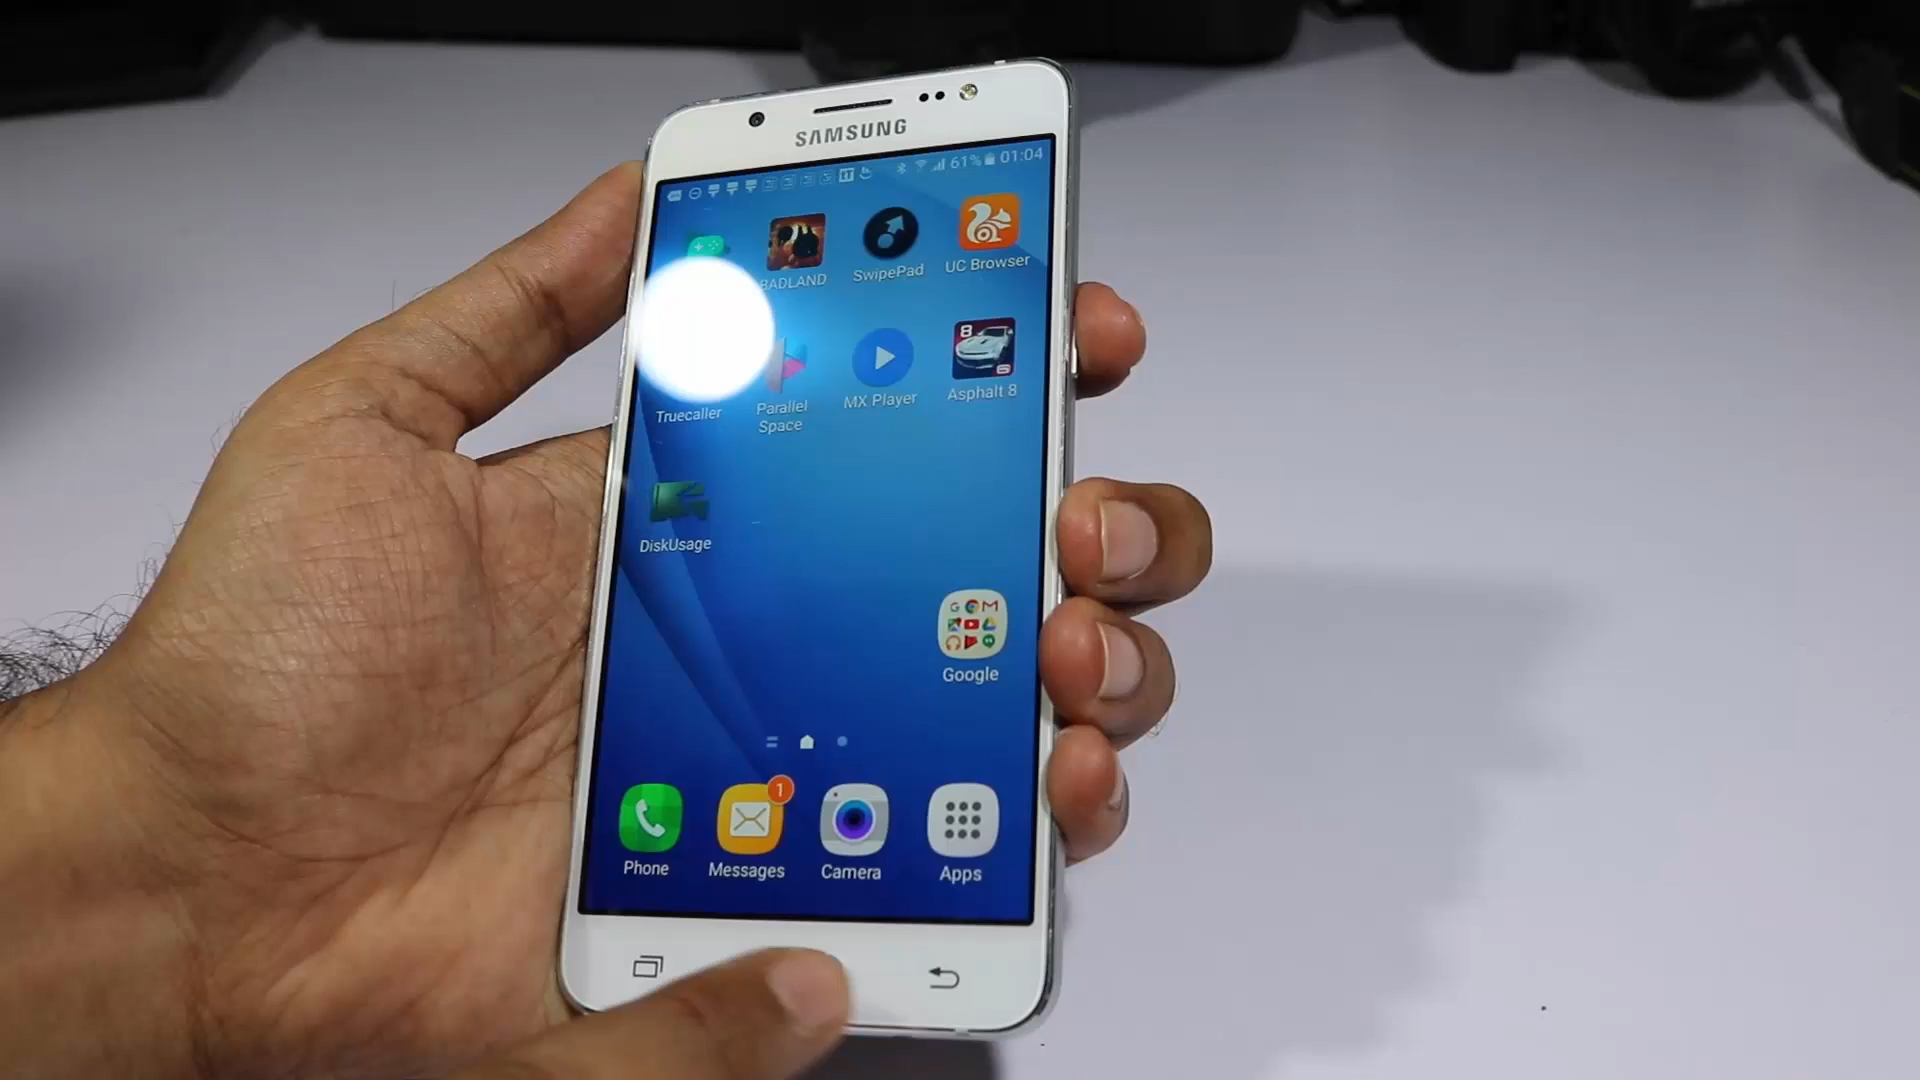 SAMSUNG
61% 01:04
BADLAND SwipePad UC Browser
8
Truecaller Parallel Space MX Player Asphalt 8
DiskUsage
Google
1
Phone Messages Camera Apps